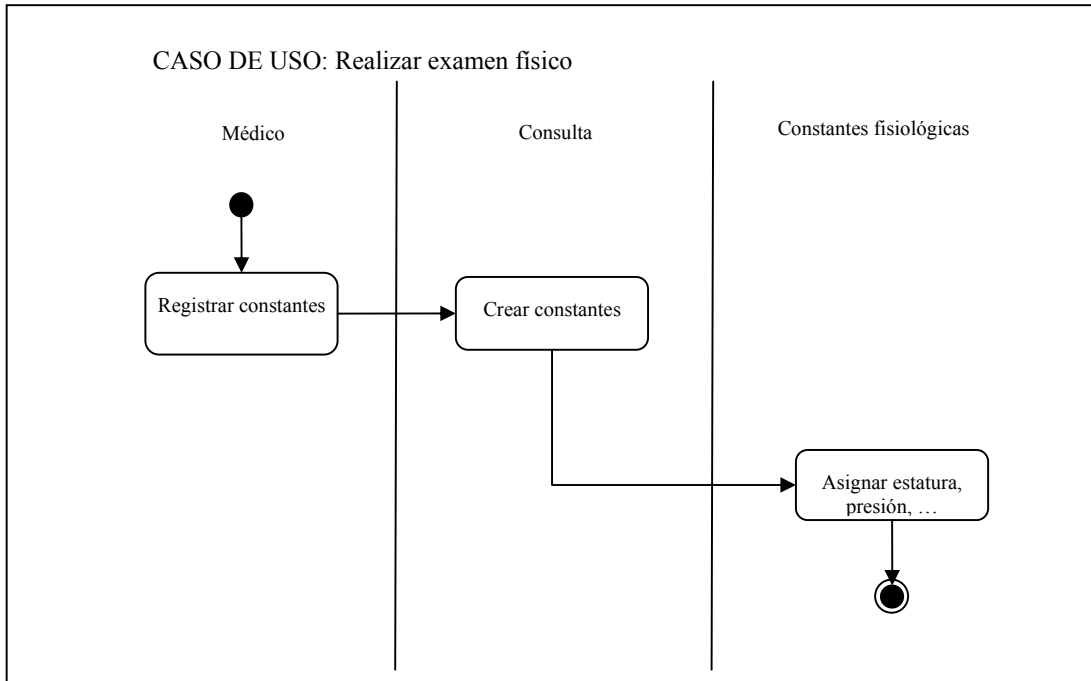 CASO DE USO: Realizar examen físico
Médico
Consulta
Constantes fisiológicas
Registrar constantes
Crear constantes
Asignar estatura,
presión, …